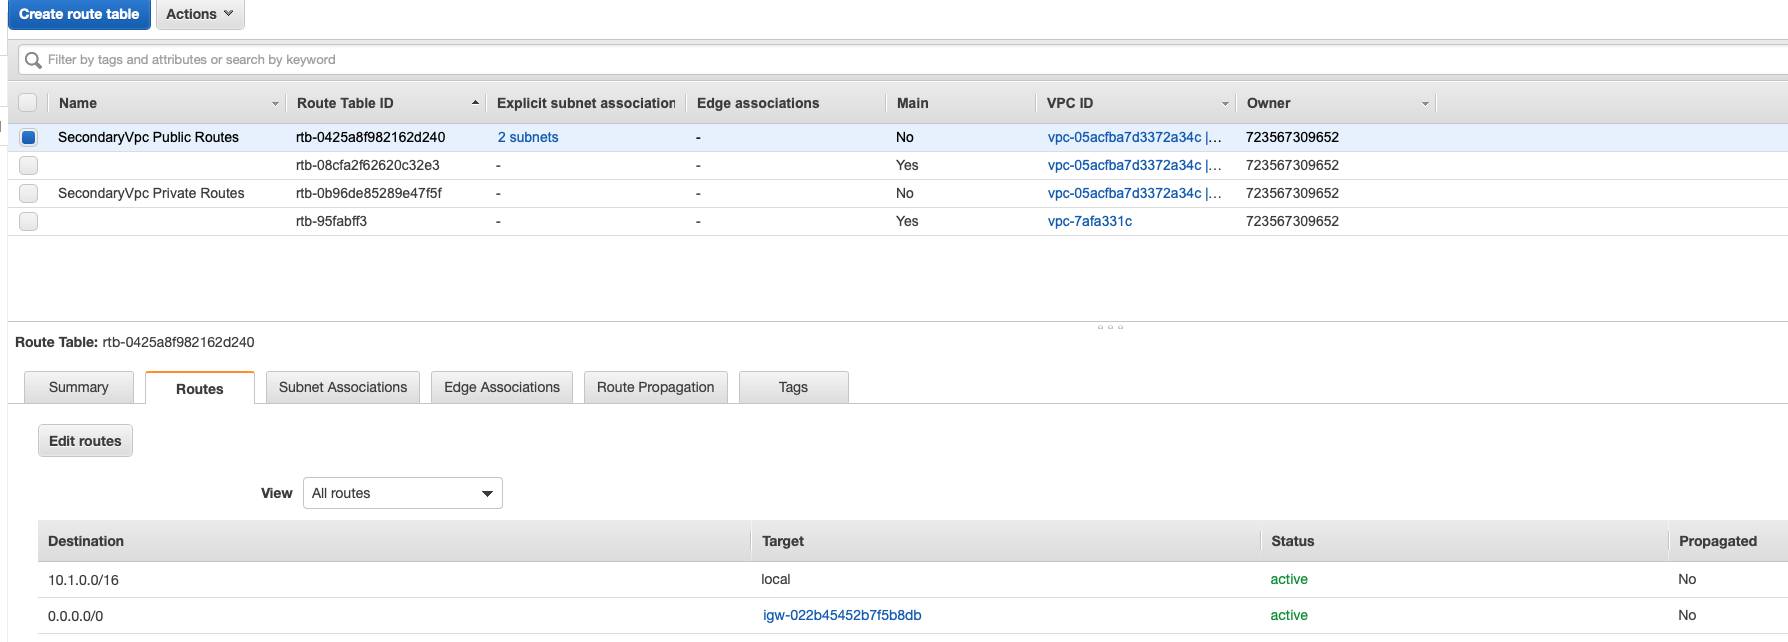 Create route table Actions
Filter by tags and attributes or search by keyword
Name Route Table ID Explicit subnet association Edge associations Main VPC ID Owner
SecondaryVpc Public Routes rtb-0425a8f982162d240 2 subnets - No vpc-05acfba7d3372a34c |... 723567309652
rtb-08cfa2f62620c32e3 - - Yes vpc-05acfba7d3372a34c |... 723567309652
SecondaryVpc Private Routes rtb-0b96de85289e47f5f - - No vpc-05acfba7d3372a34c |... 723567309652
rtb-95fabff3 - - Yes vpc-7afa331c 723567309652
Route Table: rtb-0425a8f982162d240
Summary Routes Subnet Associations Edge Associations Route Propagation Tags
Edit routes
View All routes
Destination Target Status Propagated
10.1.0.0/16 local active No
0.0.0.0/0 igw-022b45452b7f5b8db active No